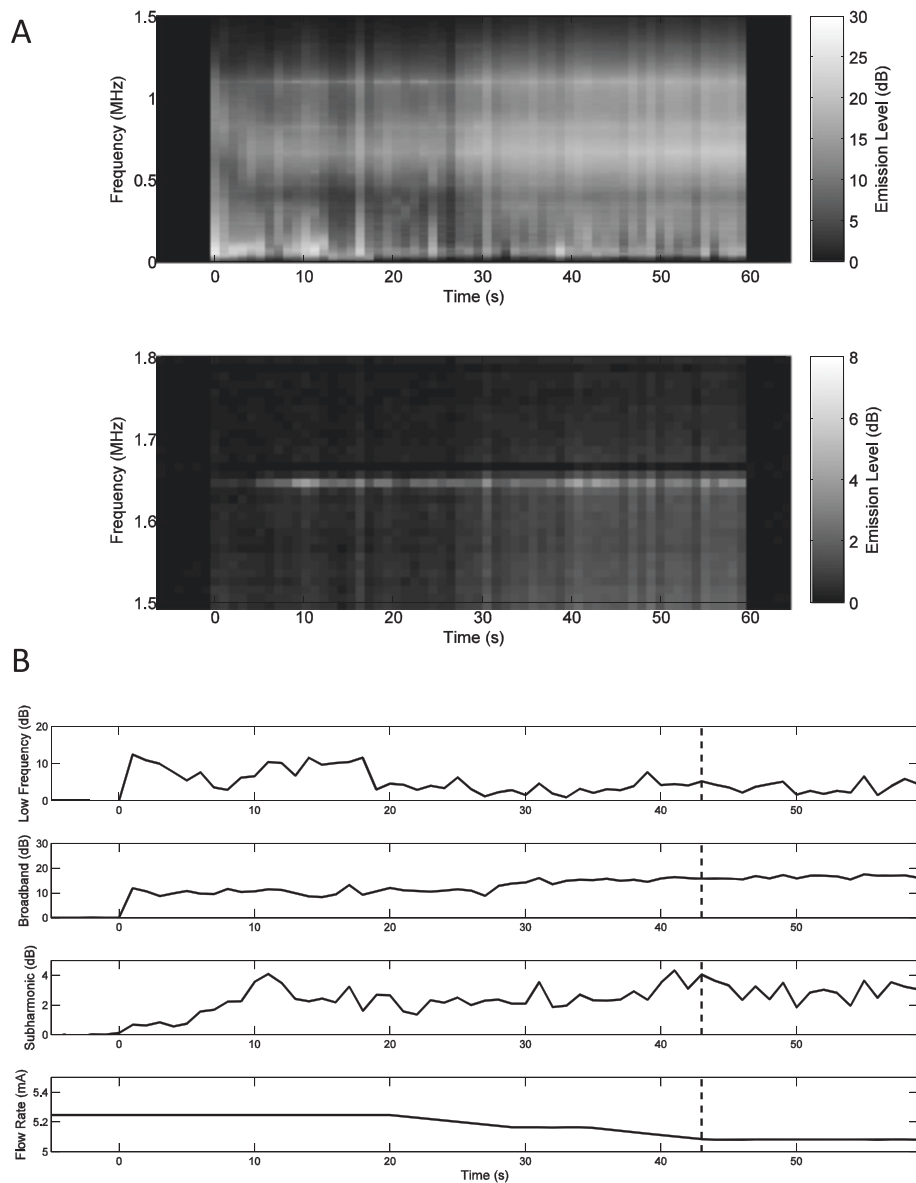 A
Frequency (MHz)
1.5
1
0.5
0
0 10 20 30 40 50 60
Time (s)
30
25
20
15
10
5
0
Emission Level (dB)
Frequency (MHz)
1.8
1.7
1.6
1.5
0 10 20 30 40 50 60
Time (s)
8
6
4
2
0
Emission Level (dB)
B
Low Frequency (dB)
20
10
0
0 10 20 30 40 50
Broadband (dB)
30
20
10
0
0 10 20 30 40 50
Subharmonic (dB)
4
2
0
0 10 20 30 40 50
Flow Rate (mA)
5.4
5.2
5
0 10 20 30 40 50
Time (s)